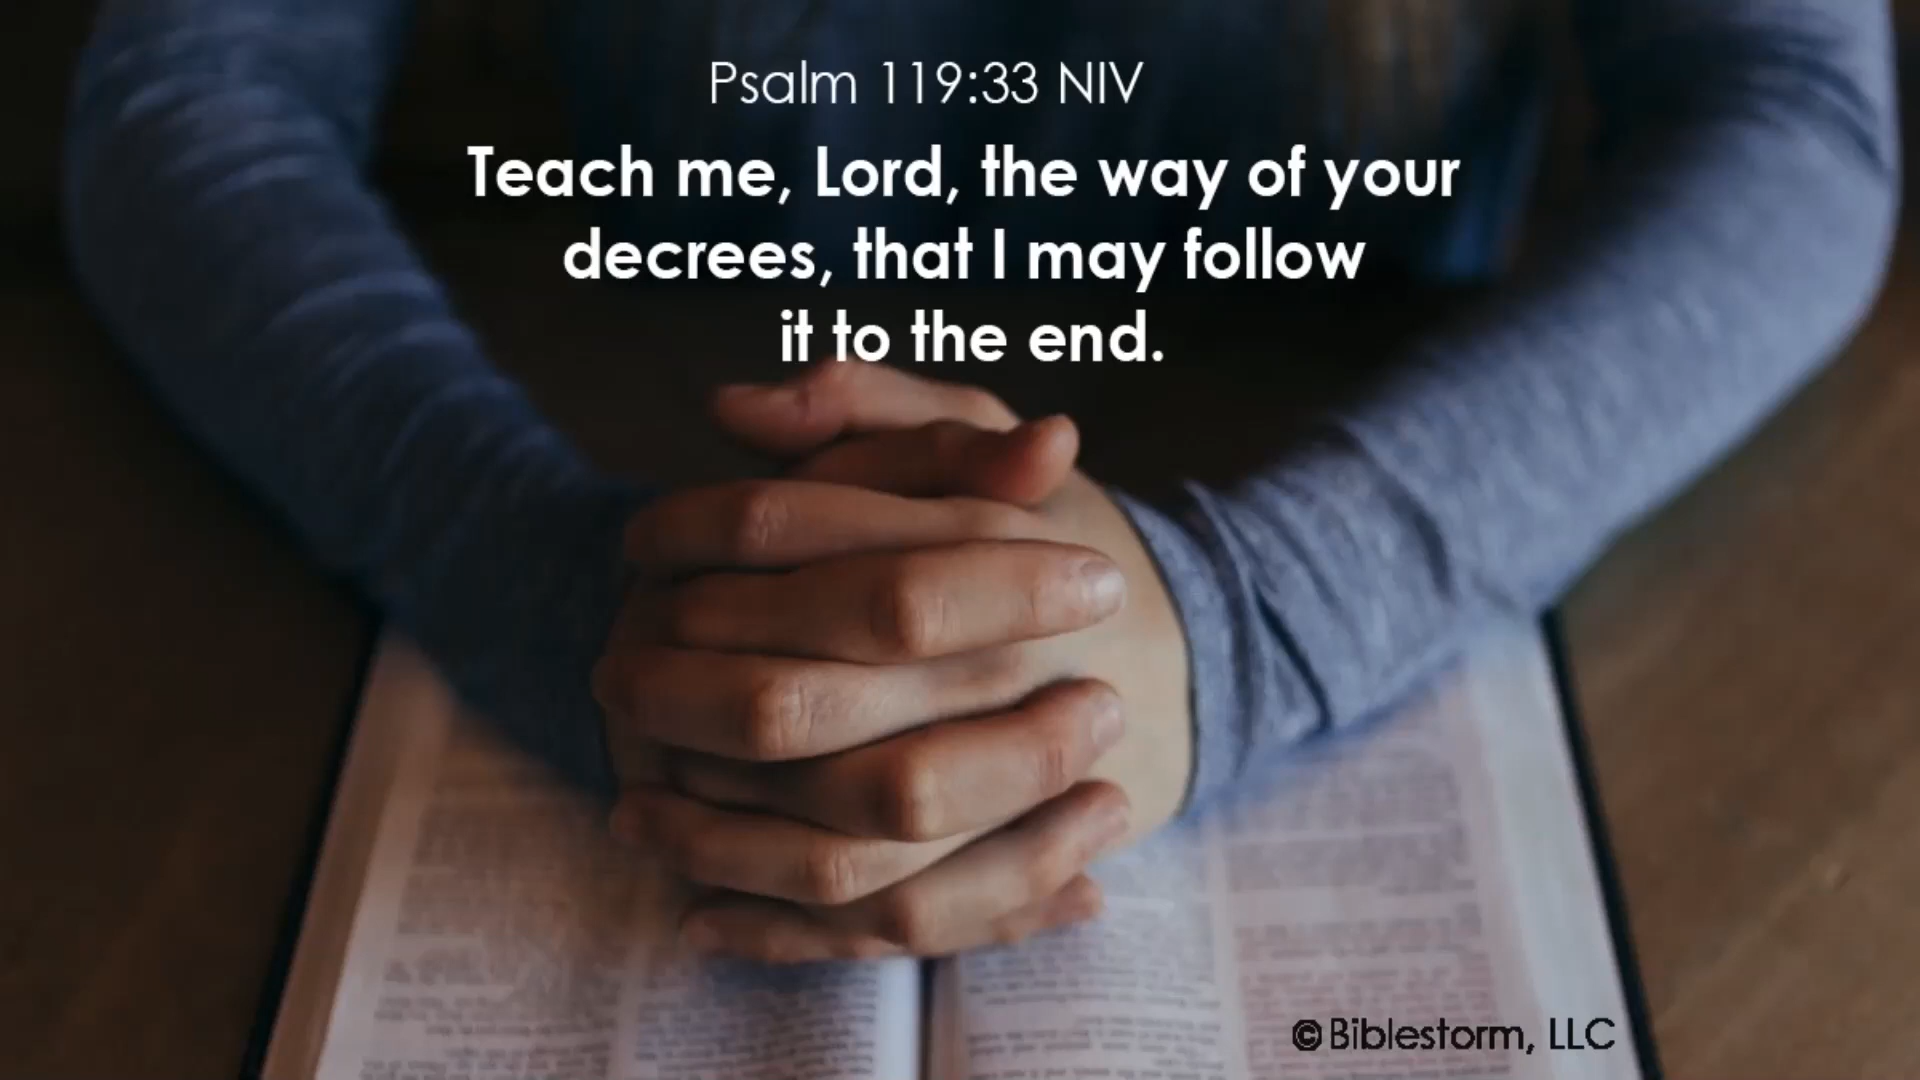 Psalm 119:33 NIV
Teach me, Lord, the way of your
decrees, that I may follow
it to the end.
©Biblestorm, LLC